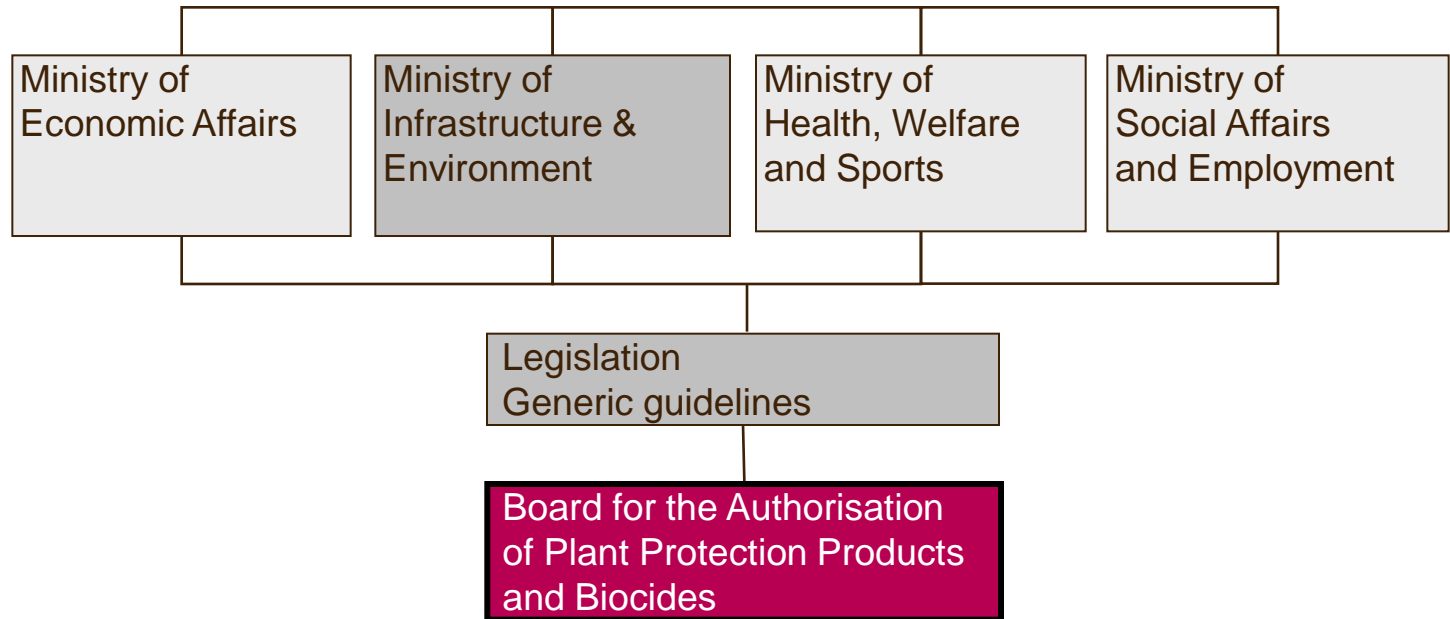 Ministry of
Economic Affairs
Ministry of
Infrastructure &
Environment
Ministry of
Health, Welfare
and Sports
Ministry of
Social Affairs
and Employment
Legislation
Generic guidelines
Board for the Authorisation
of Plant Protection Products
and Biocides